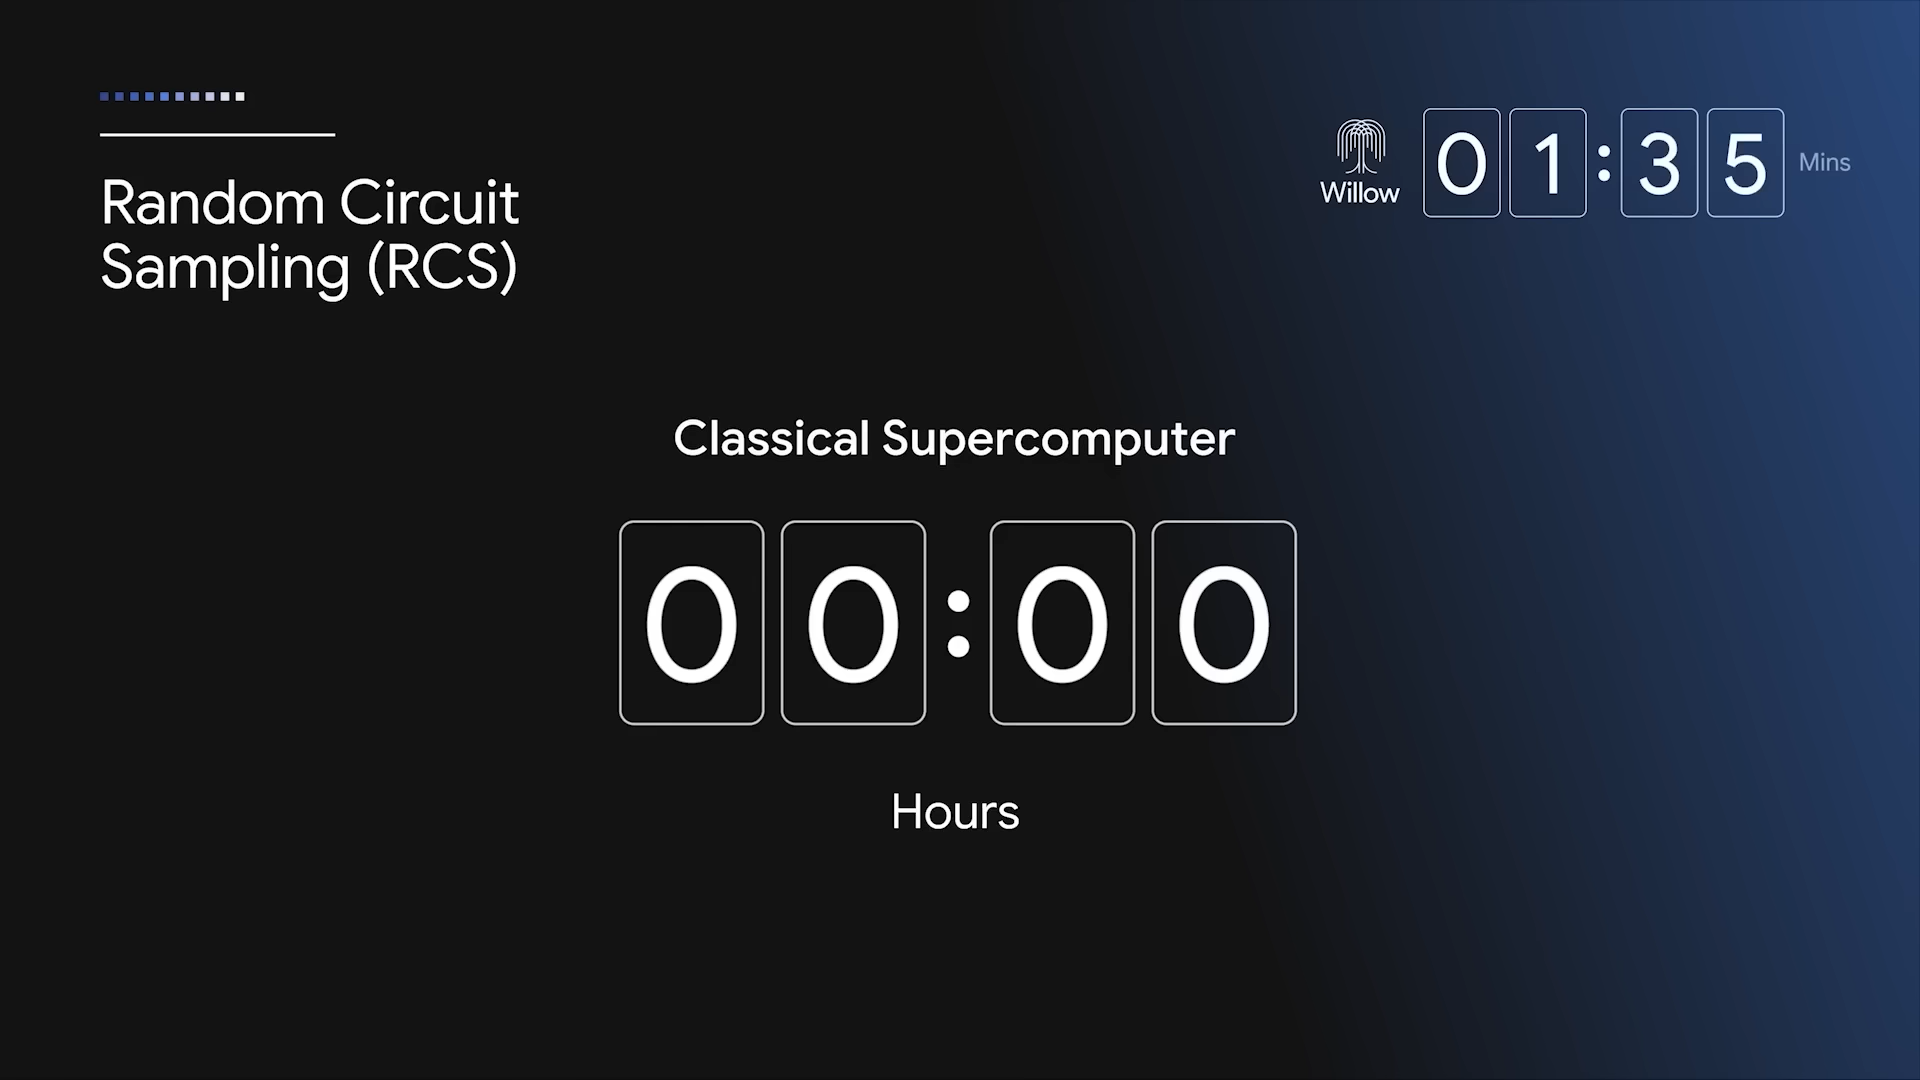 Random Circuit
Sampling (RCS)
Willow
01:35 Mins
Classical Supercomputer
00:00
Hours